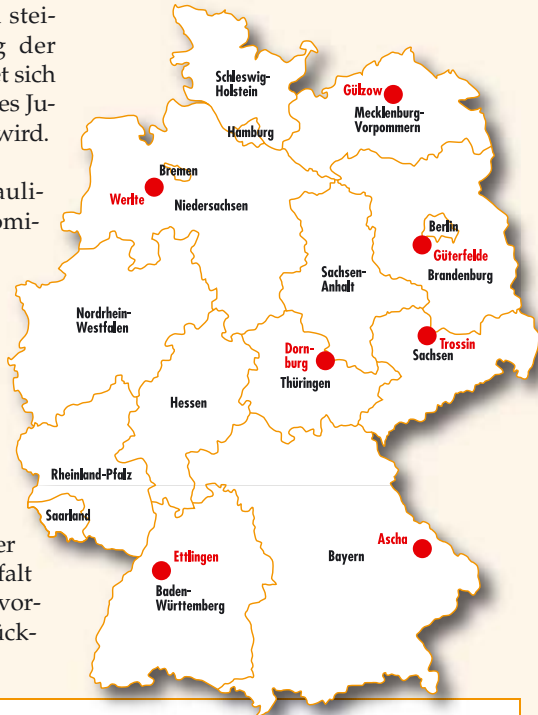 stei-
g der
et sich
es Ju-
wird.
auli-
omi-
er
falt
vor-
ück-
Schleswig-
Holstein
Hamburg
Gülzow
Mecklenburg-
Vorpommern
Bremen
Werlte
Niedersachsen
Berlin
Güterfelde
Brandenburg
Sachsen-
Anhalt
Nordrhein-
Westfalen
Trossin
Sachsen
Dorn-
burg
Thüringen
Hessen
Rheinland-Pfalz
Saarland
Ettlingen
Baden-
Württemberg
Ascha
Bayern